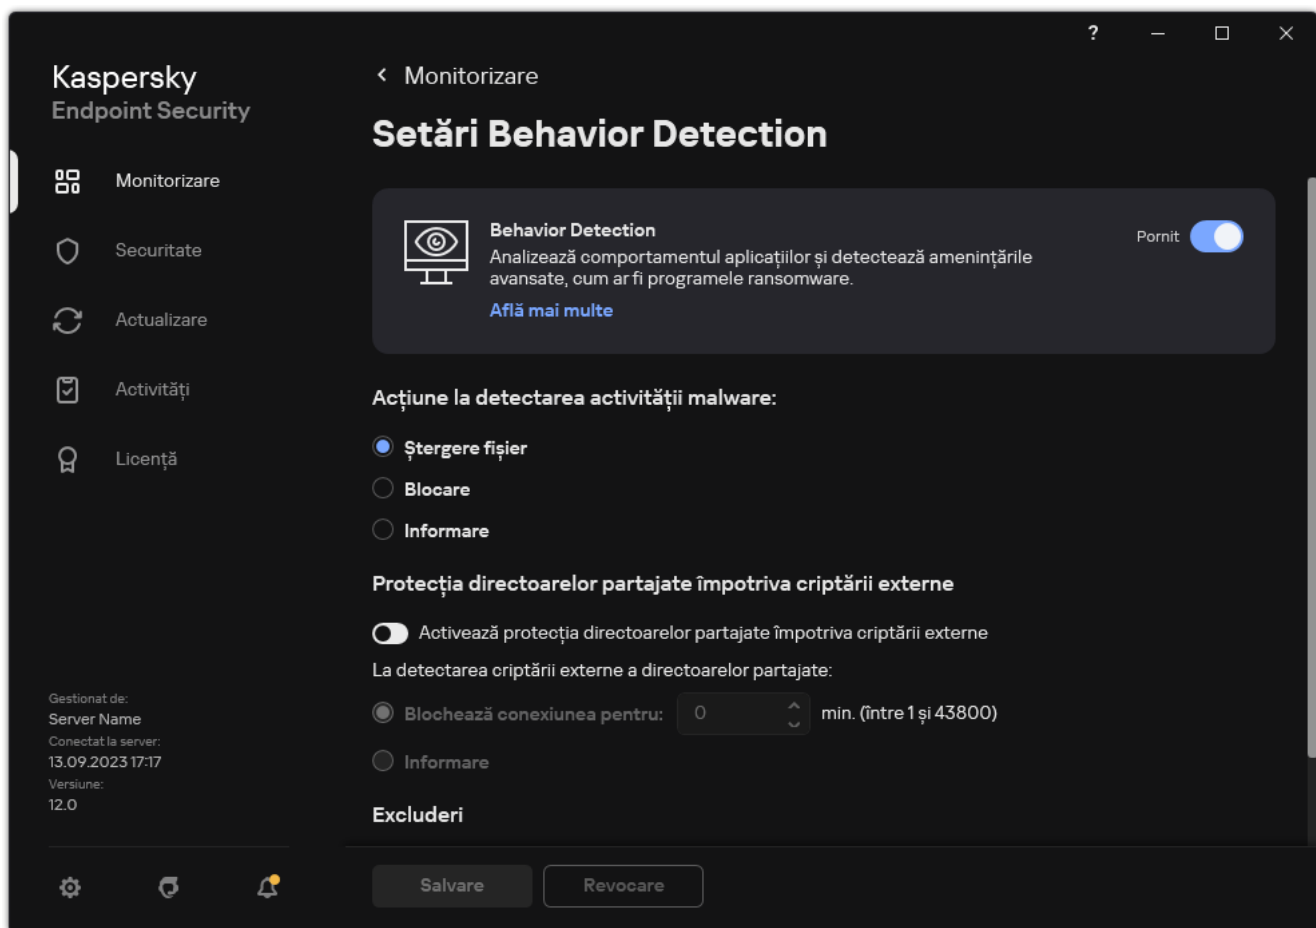 ?
Kaspersky
Endpoint Security
Monitorizare
Securitate
Actualizare
Activități
Licență
Gestionat de:
Server Name
Conectat la server:
13.09.2023 17:17
Versiune:
12.0
Monitorizare
Setări Behavior Detection
Behavior Detection
Pornit
Analizează comportamentul aplicațiilor și detectează amenințările
avansate, cum ar fi programele ransomware.
Află mai multe
Acțiune la detectarea activității malware:
Ștergere fișier
Blocare
Informare
Protecția directoarelor partajate împotriva criptării externe
Activează protecția directoarelor partajate împotriva criptării externe
La detectarea criptării externe a directoarelor partajate:
Blochează conexiunea pentru: 0 min. (între 1 și 43800)
Informare
Excluderi
Salvare
Revocare